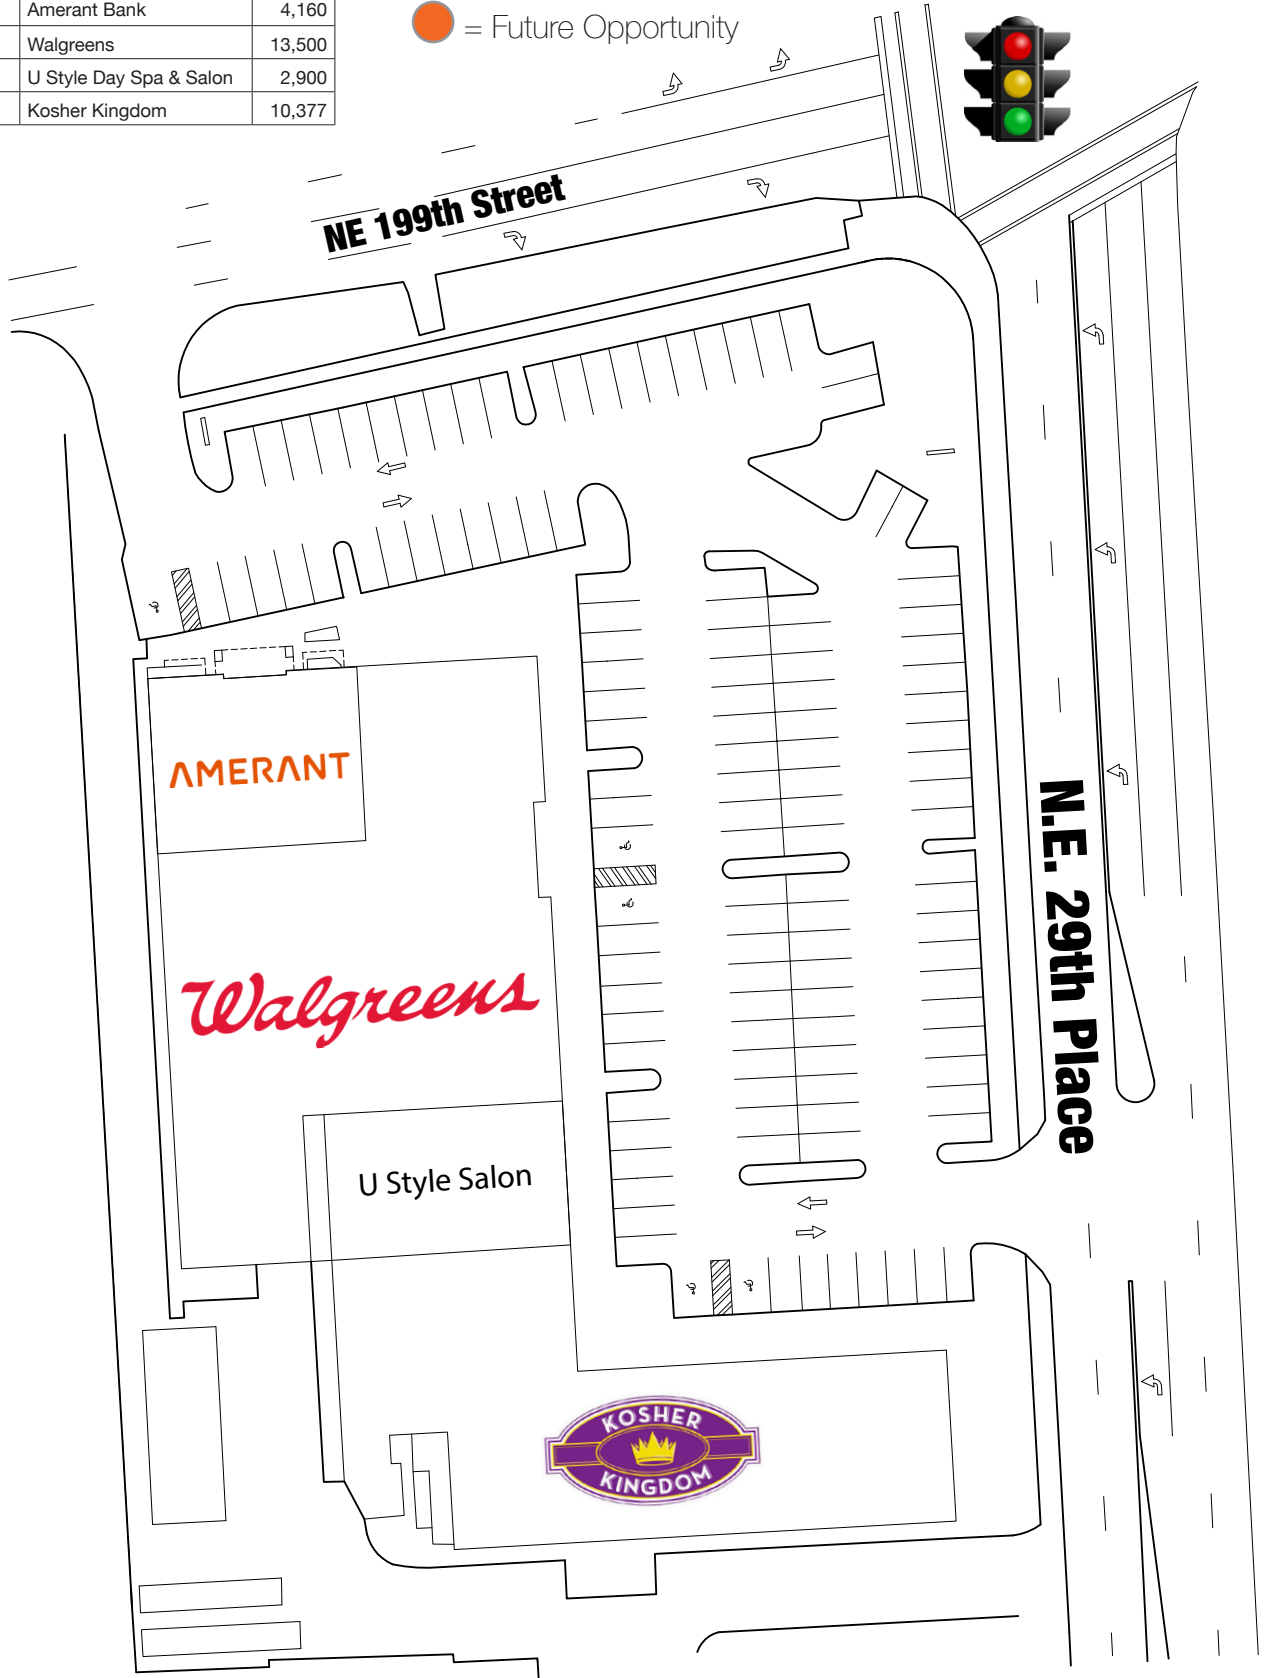 Amerant Bank 4,160
Walgreens 13,500
U Style Day Spa & Salon 2,900
Kosher Kingdom 10,377
= Future Opportunity
NE 199th Street
N.E. 29th Place
AMERANT
Walgreens
U Style Salon
KOSHER
KINGDOM